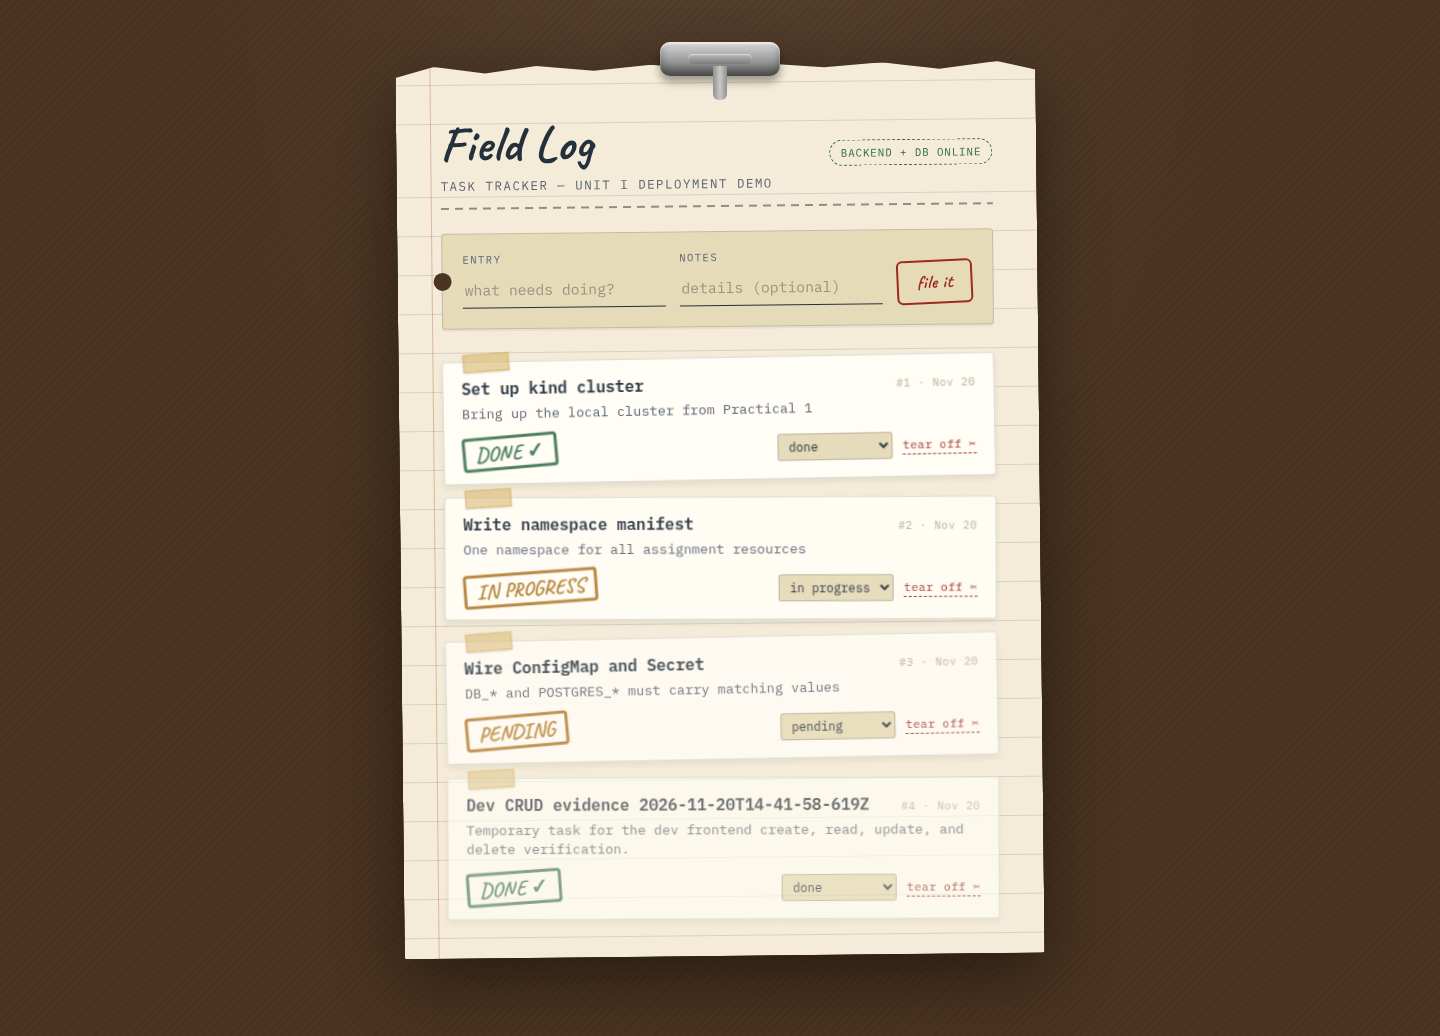 Field Log
BACKEND + DB ONLINE
TASK TRACKER — UNIT I DEPLOYMENT DEMO
ENTRY
NOTES
what needs doing?
details (optional)
file it
Set up kind cluster
#1 · Nov 20
Bring up the local cluster from Practical 1
DONE ✓
done
tear off ✂
Write namespace manifest
#2 · Nov 20
One namespace for all assignment resources
IN PROGRESS
in progress
tear off ✂
Wire ConfigMap and Secret
#3 · Nov 20
DB_* and POSTGRES_* must carry matching values
PENDING
pending
tear off ✂
Dev CRUD evidence 2026-11-20T14-41-58-619Z
#4 · Nov 20
Temporary task for the dev frontend create, read, update, and
delete verification.
DONE ✓
done
tear off ✂